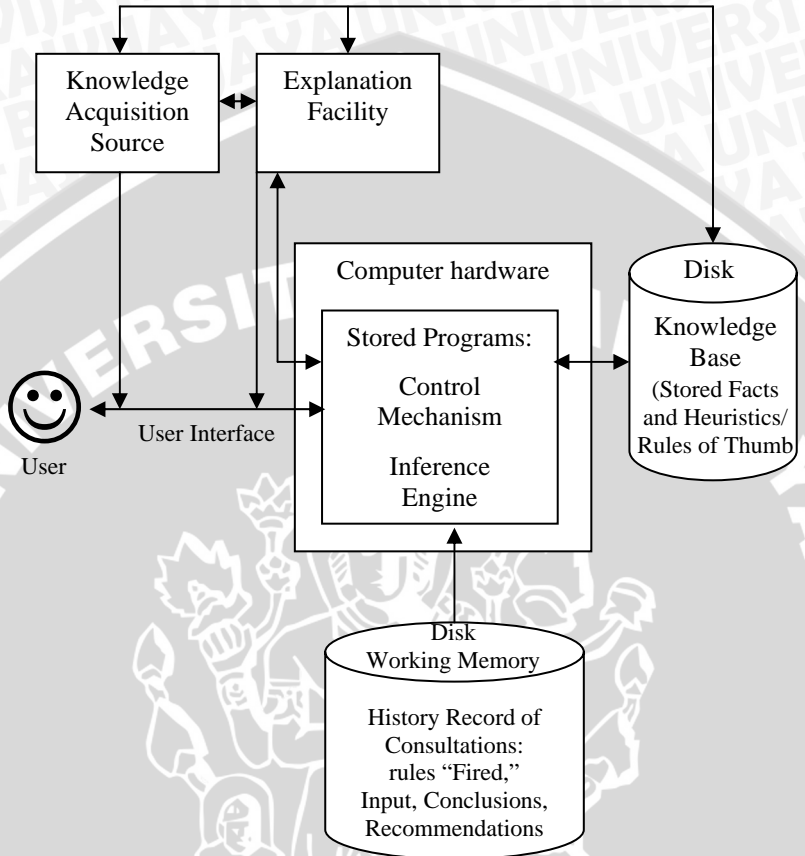 Knowledge
Acquisition
Source
Explanation
Facility
Computer hardware
Stored Programs:
Control
Mechanism
Inference
Engine
Disk
Knowledge
Base
(Stored Facts
and Heuristics/
Rules of Thumb
User Interface
User
Disk
Working Memory
History Record of
Consultations:
rules “Fired,”
Input, Conclusions,
Recommendations